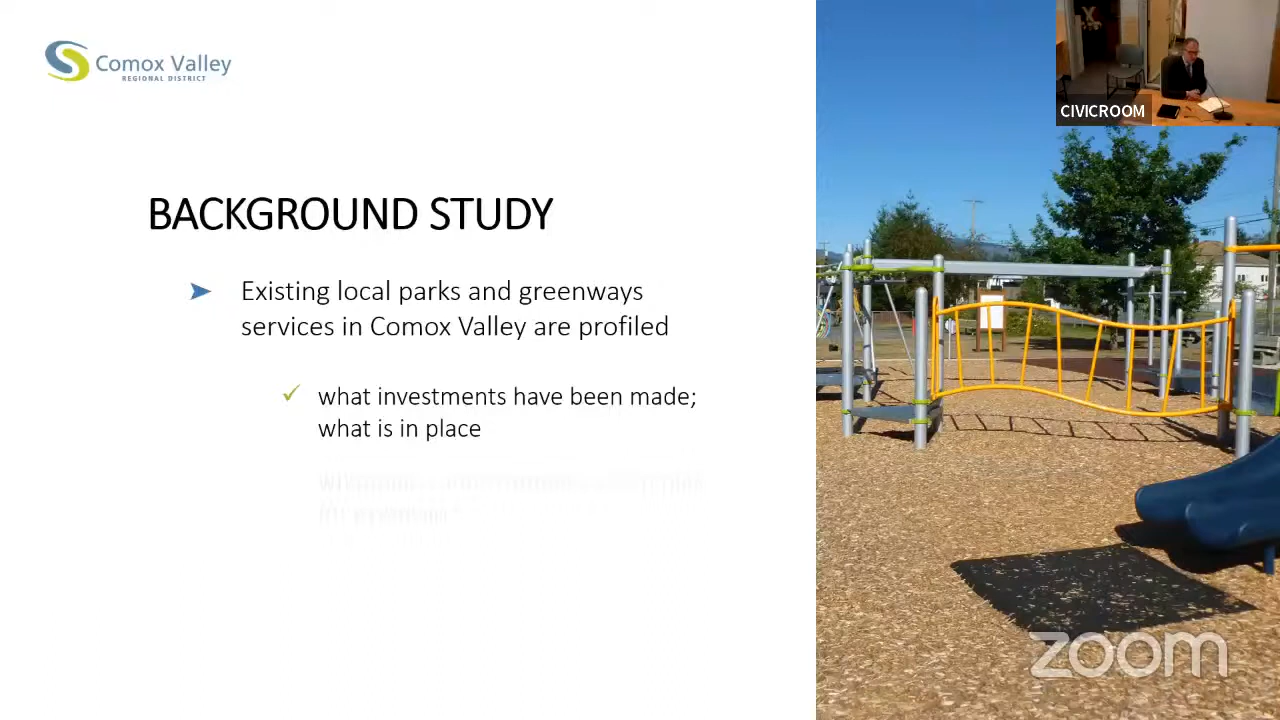 Comox Valley
REGIONAL DISTRICT
CIVICROOM
BACKGROUND STUDY
Existing local parks and greenways
services in Comox Valley are profiled
what investments have been made;
what is in place
zoom